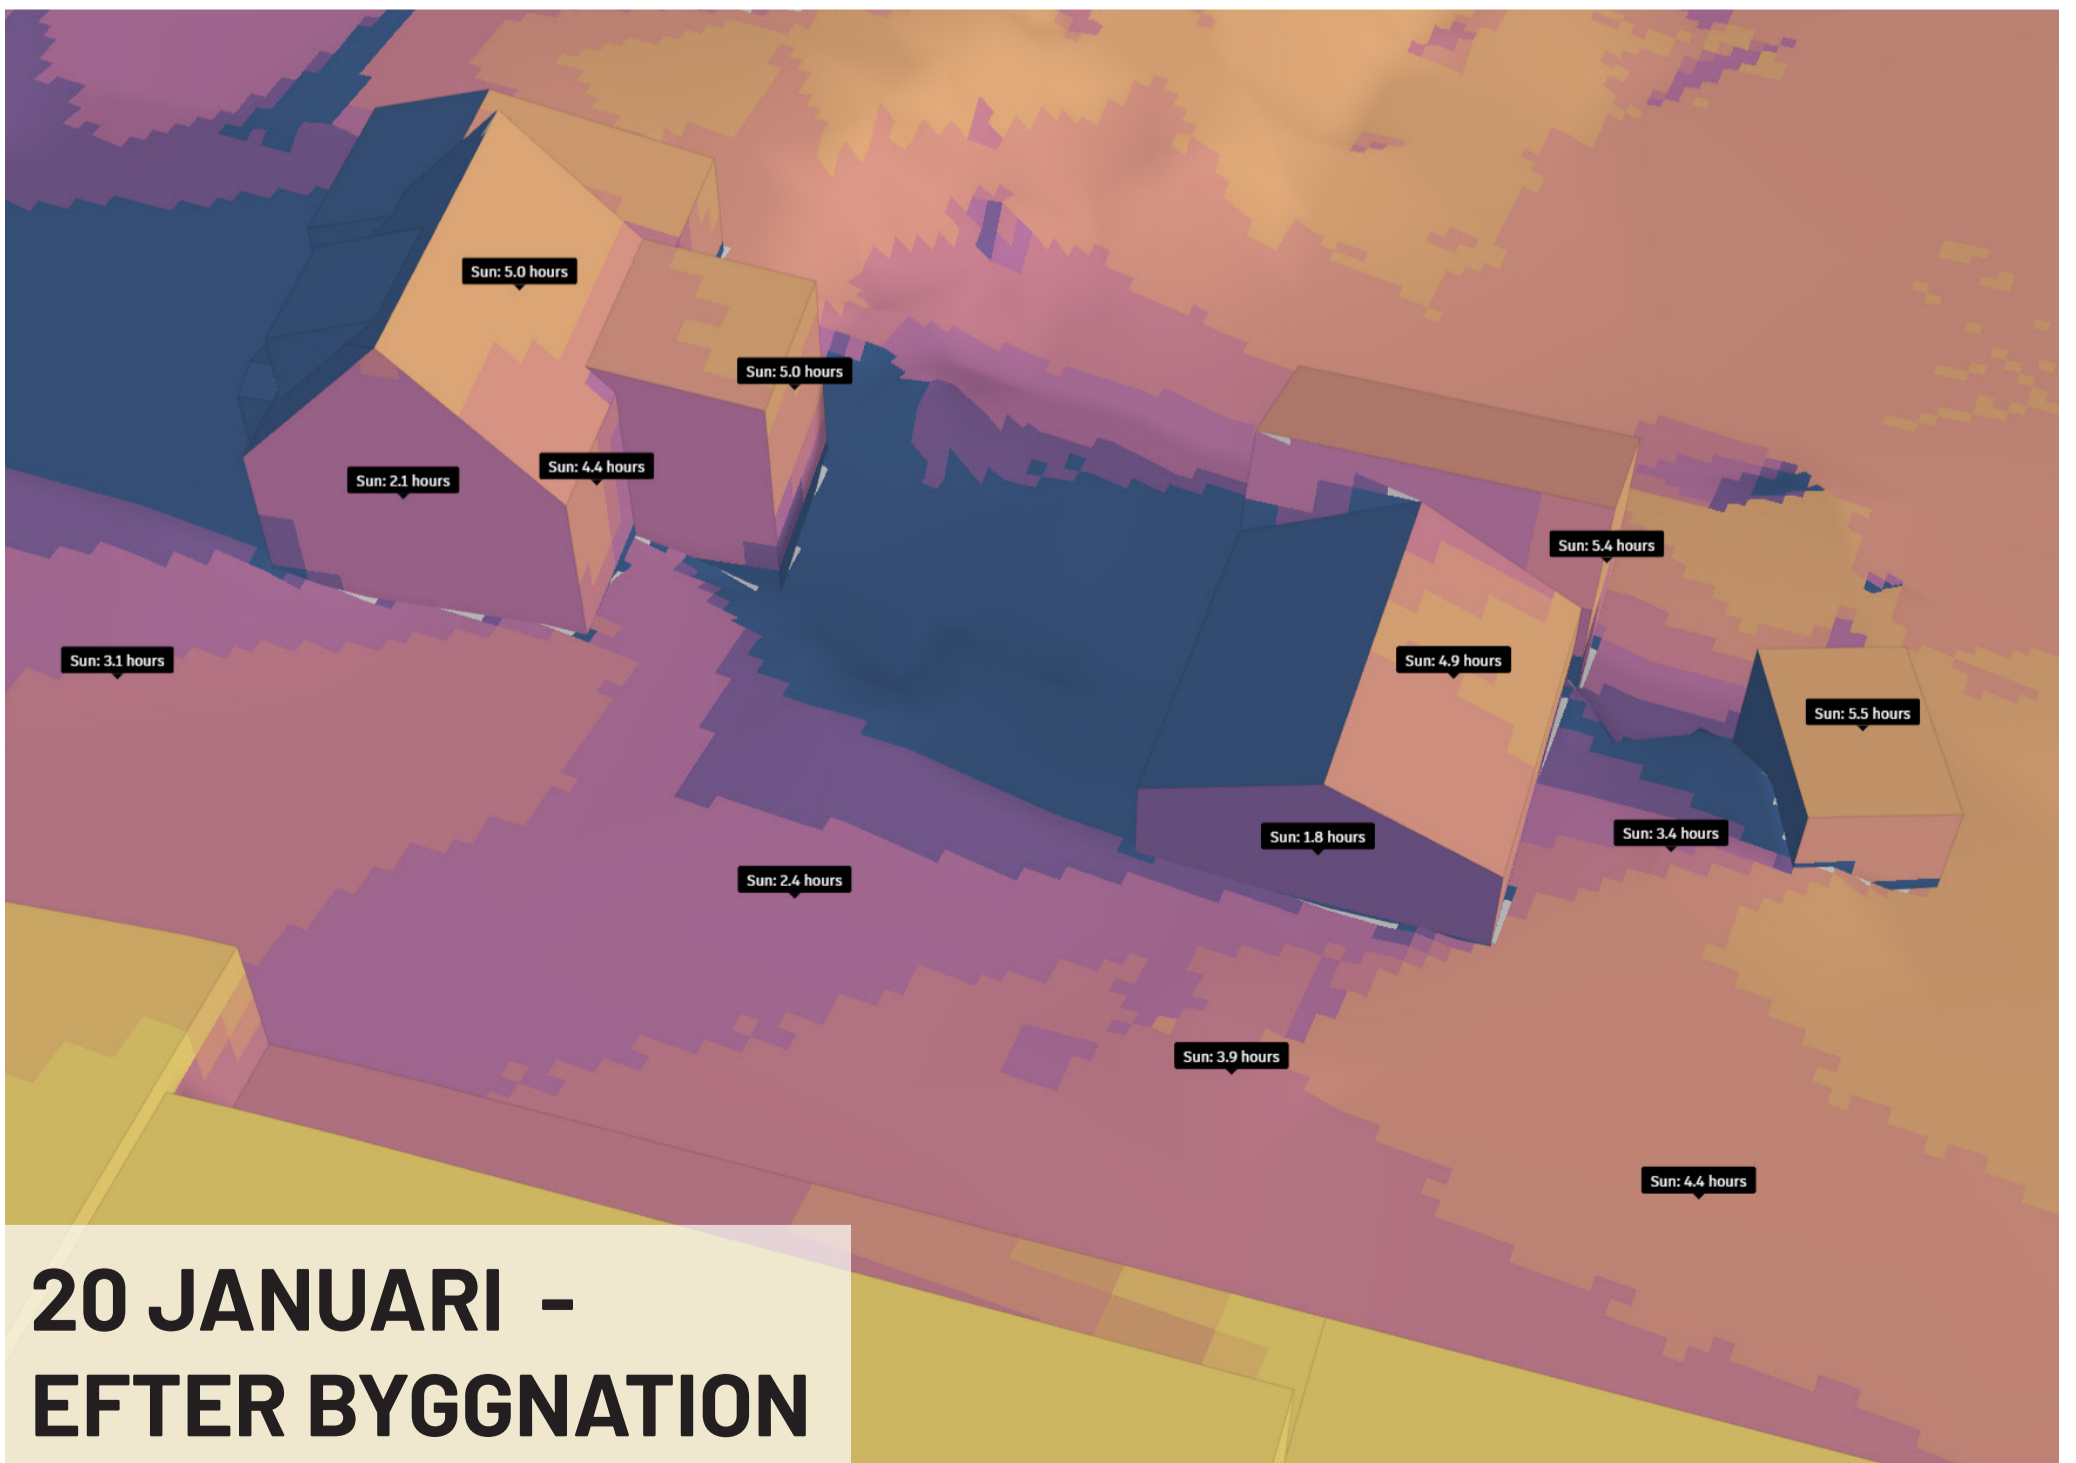 Sun: 5.0 hours
Sun: 5.0 hours
Sun: 4.4 hours
Sun: 2.1 hours
Sun: 5.4 hours
Sun: 3.1 hours
Sun: 4.9 hours
Sun: 5.5 hours
Sun: 1.8 hours
Sun: 3.4 hours
Sun: 2.4 hours
Sun: 3.9 hours
Sun: 4.4 hours
20 JANUARI -
EFTER BYGGNATION